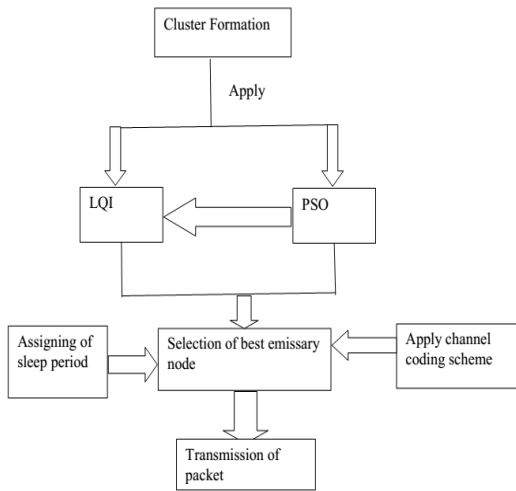 Cluster Formation
Apply
LQI
PSO
Assigning of
sleep period
Selection of best emissary
node
Apply channel
coding scheme
Transmission of
packet